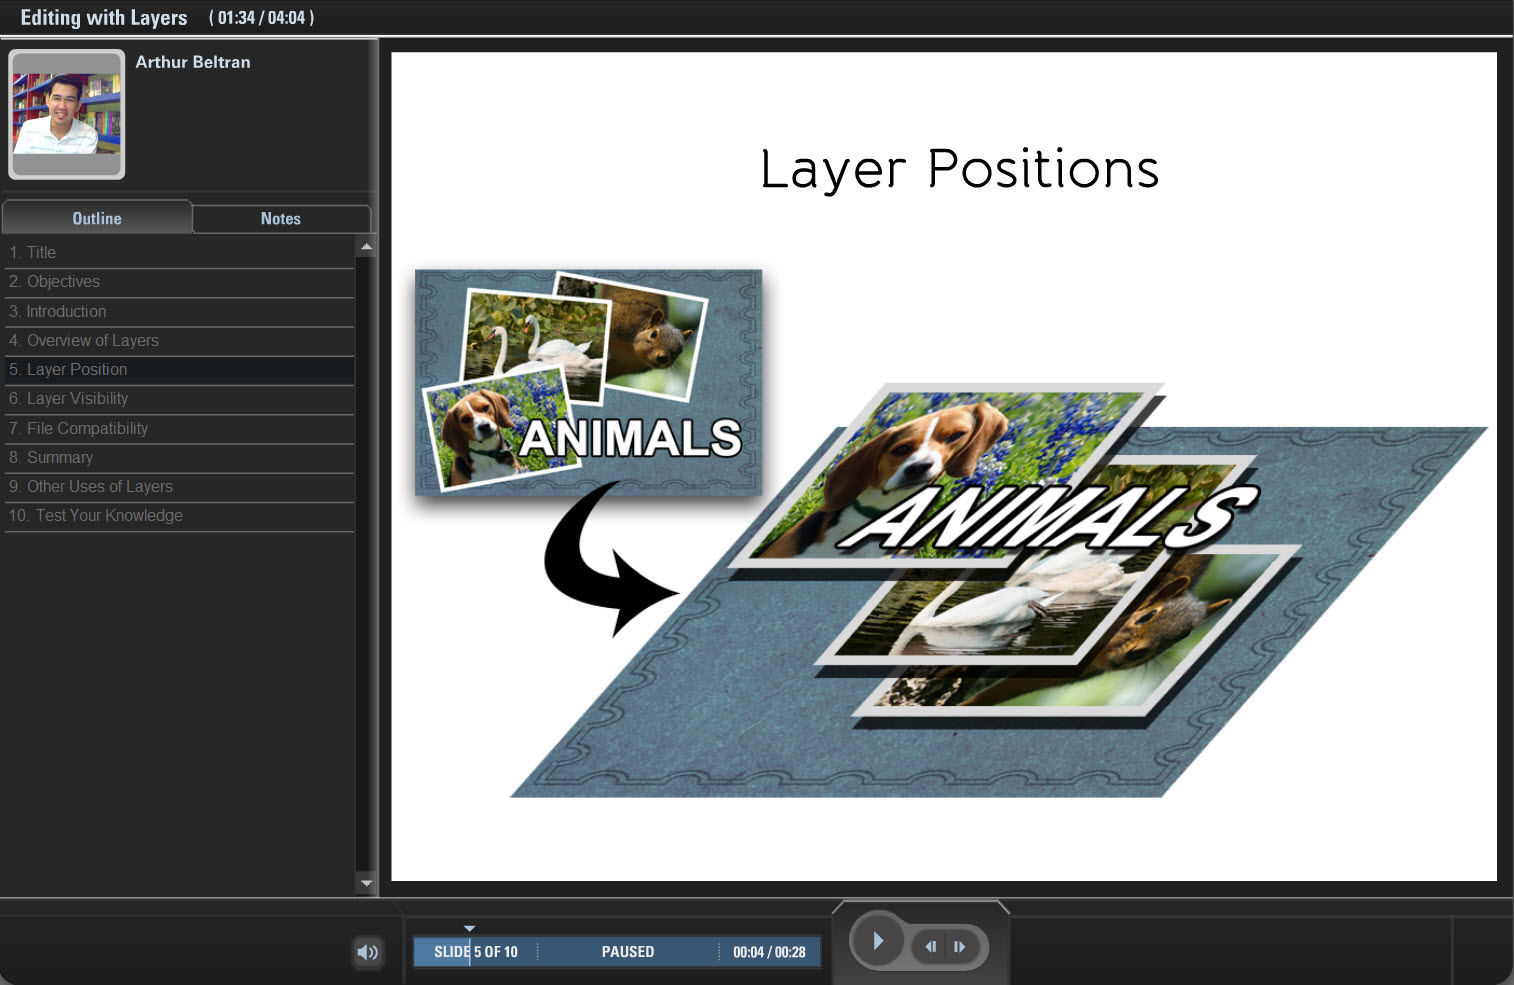 Editing with Layers ( 01:34 / 04:04 )
Arthur Beltran
Outline
Notes
1. Title
2. Objectives
3. Introduction
4. Overview of Layers
5. Layer Position
6. Layer Visibility
7. File Compatibility
8. Summary
9. Other Uses of Layers
10. Test Your Knowledge
Layer Positions
ANIMALS
ANIMALS
SLIDE 5 OF 10
PAUSED
00:04 / 00:28